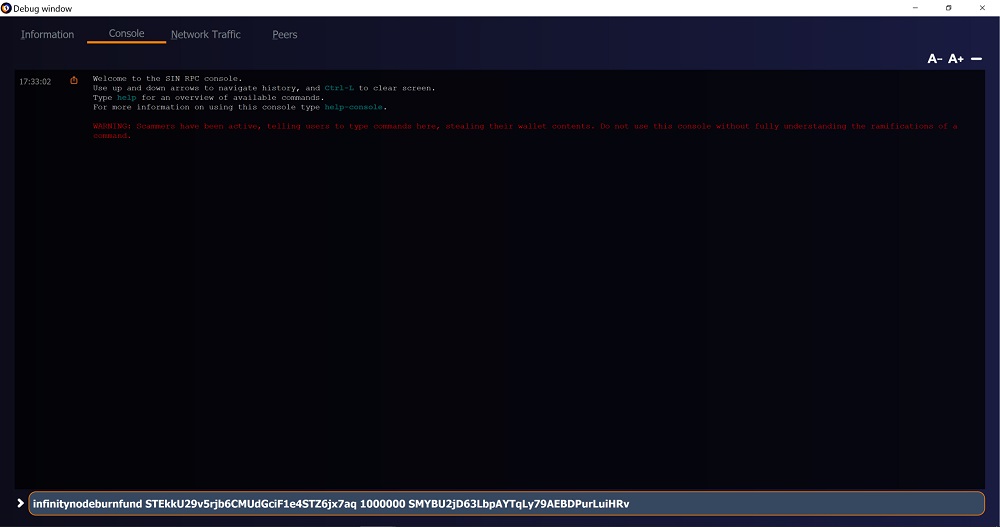 Debug window
Information Console Network Traffic Peers
A- A+
17:33:02 Welcome to the SIN RPC console.
Use up and down arrows to navigate history, and Ctrl-L to clear screen.
Type help for an overview of available commands.
For more information on using this console type help-console.
WARNING: Scammers have been active, telling users to type commands here, stealing their wallet contents. Do not use this console without fully understanding the ramifications of a
command.
infinitynodeburnfund STEkkU29v5rjb6CMUdGciF1e4STZ6jx7aq 1000000 SMYBU2jD63LbpAYTqLy79AEBDPurLuiHRv